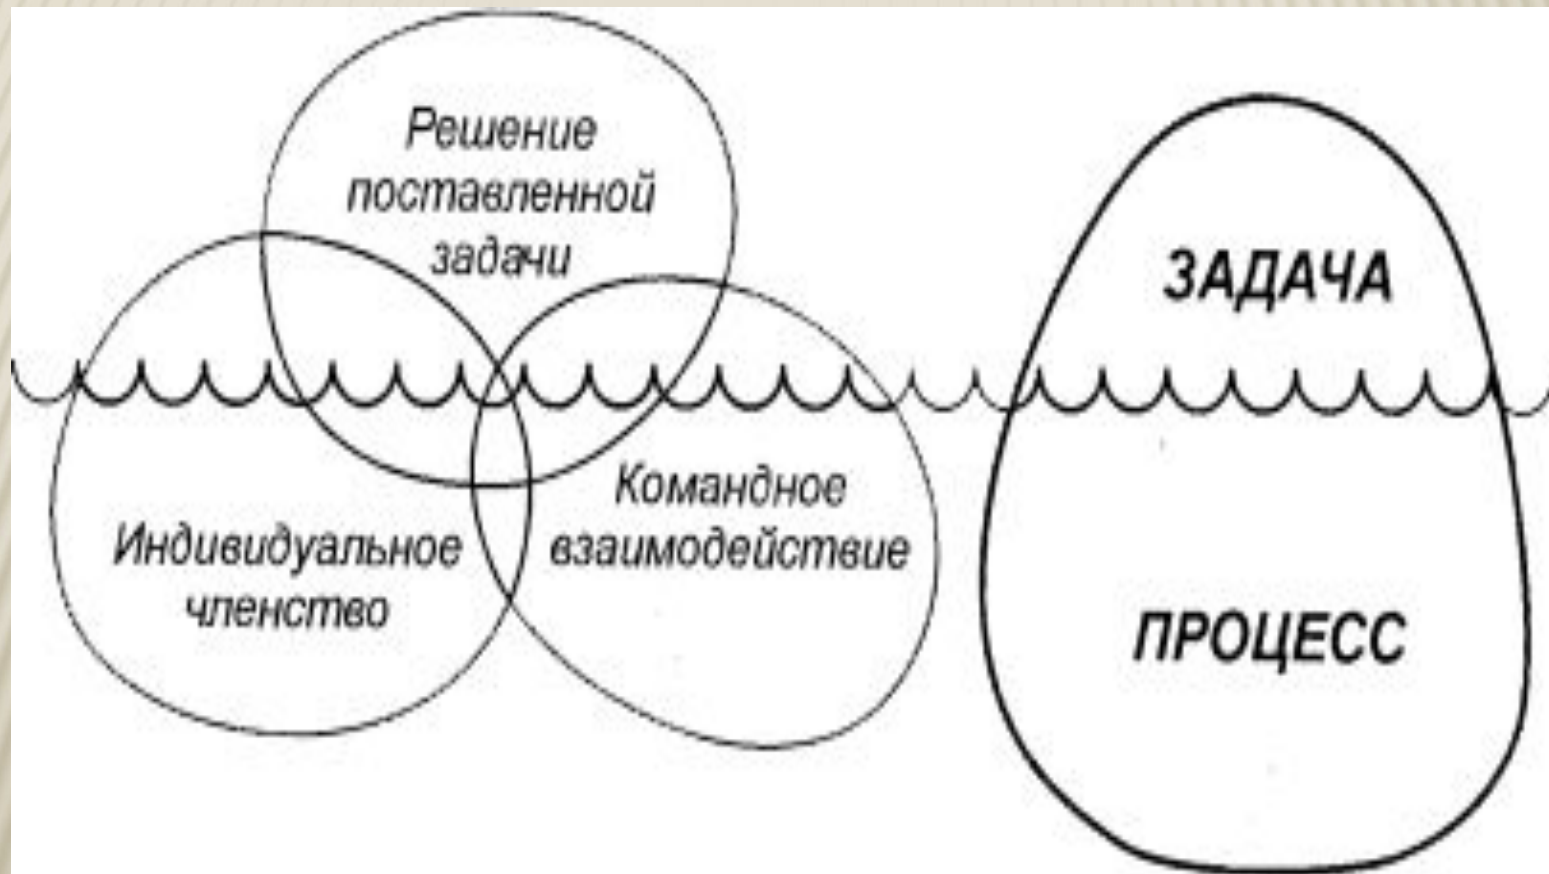 Решение
поставленной
задачи
Индивидуальное
членство
Командное
взаимодействие
ЗАДАЧА
ПРОЦЕСС